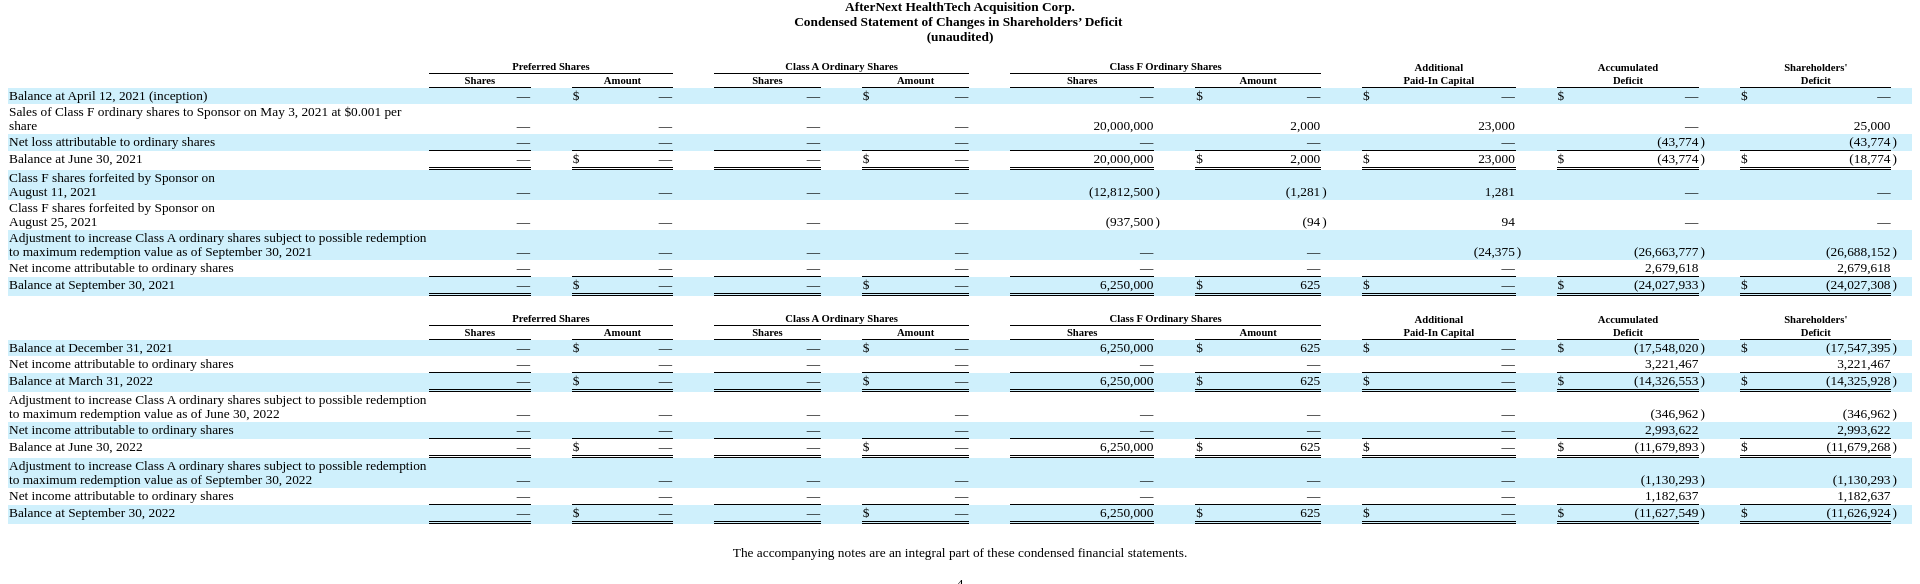 AfterNext HealthTech Acquisition Corp.
Condensed Statement of Changes in Shareholders’ Deficit
(unaudited)
Preferred Shares Class A Ordinary Shares Class F Ordinary Shares Additional Accumulated Shareholders'
Shares Amount Shares Amount Shares Amount Paid-In Capital Deficit Deficit
Balance at April 12, 2021 (inception) — $ — — $ — — $ — $ — $ — $ —
Sales of Class F ordinary shares to Sponsor on May 3, 2021 at $0.001 per
share — — — — 20,000,000 2,000 23,000 — 25,000
Net loss attributable to ordinary shares — — — — — — — (43,774) (43,774)
Balance at June 30, 2021 — $ — — $ — 20,000,000 $ 2,000 $ 23,000 $ (43,774) $ (18,774)
Class F shares forfeited by Sponsor on
August 11, 2021 — — — — (12,812,500) (1,281) 1,281 — —
Class F shares forfeited by Sponsor on
August 25, 2021 — — — — (937,500) (94) 94 — —
Adjustment to increase Class A ordinary shares subject to possible redemption
to maximum redemption value as of September 30, 2021 — — — — — — (24,375) (26,663,777) (26,688,152)
Net income attributable to ordinary shares — — — — — — — 2,679,618 2,679,618
Balance at September 30, 2021 — $ — — $ — 6,250,000 $ 625 $ — $ (24,027,933) $ (24,027,308)
Preferred Shares Class A Ordinary Shares Class F Ordinary Shares Additional Accumulated Shareholders'
Shares Amount Shares Amount Shares Amount Paid-In Capital Deficit Deficit
Balance at December 31, 2021 — $ — — $ — 6,250,000 $ 625 $ — $ (17,548,020) $ (17,547,395)
Net income attributable to ordinary shares — — — — — — — 3,221,467 3,221,467
Balance at March 31, 2022 — $ — — $ — 6,250,000 $ 625 $ — $ (14,326,553) $ (14,325,928)
Adjustment to increase Class A ordinary shares subject to possible redemption
to maximum redemption value as of June 30, 2022 — — — — — — — (346,962) (346,962)
Net income attributable to ordinary shares — — — — — — — 2,993,622 2,993,622
Balance at June 30, 2022 — $ — — $ — 6,250,000 $ 625 $ — $ (11,679,893) $ (11,679,268)
Adjustment to increase Class A ordinary shares subject to possible redemption
to maximum redemption value as of September 30, 2022 — — — — — — — (1,130,293) (1,130,293)
Net income attributable to ordinary shares — — — — — — — 1,182,637 1,182,637
Balance at September 30, 2022 — $ — — $ — 6,250,000 $ 625 $ — $ (11,627,549) $ (11,626,924)
The accompanying notes are an integral part of these condensed financial statements.